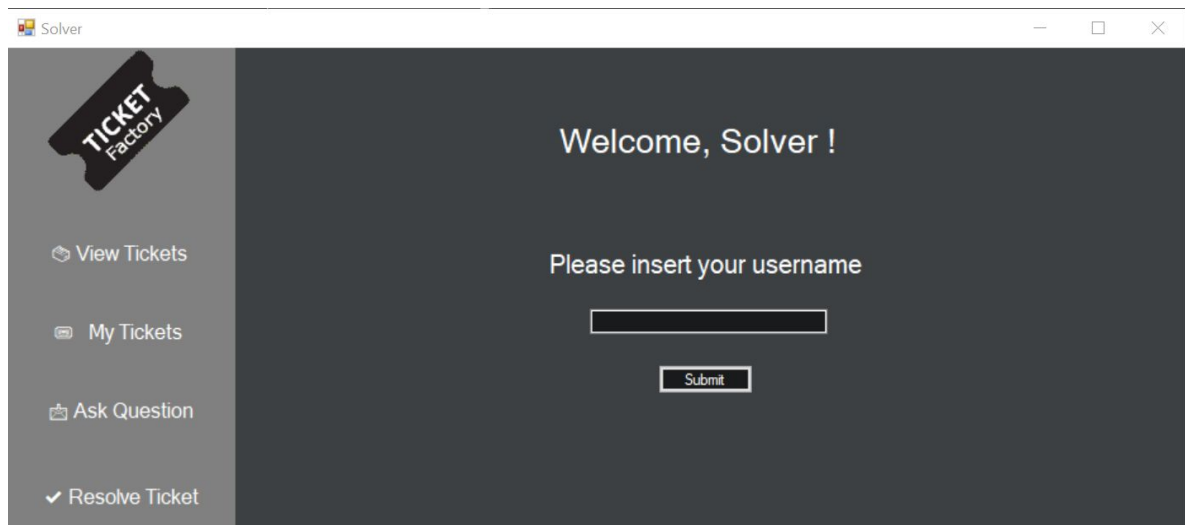 Solver
TICKET
Factory
View Tickets
My Tickets
Ask Question
Resolve Ticket
Welcome, Solver !
Please insert your username
Submit